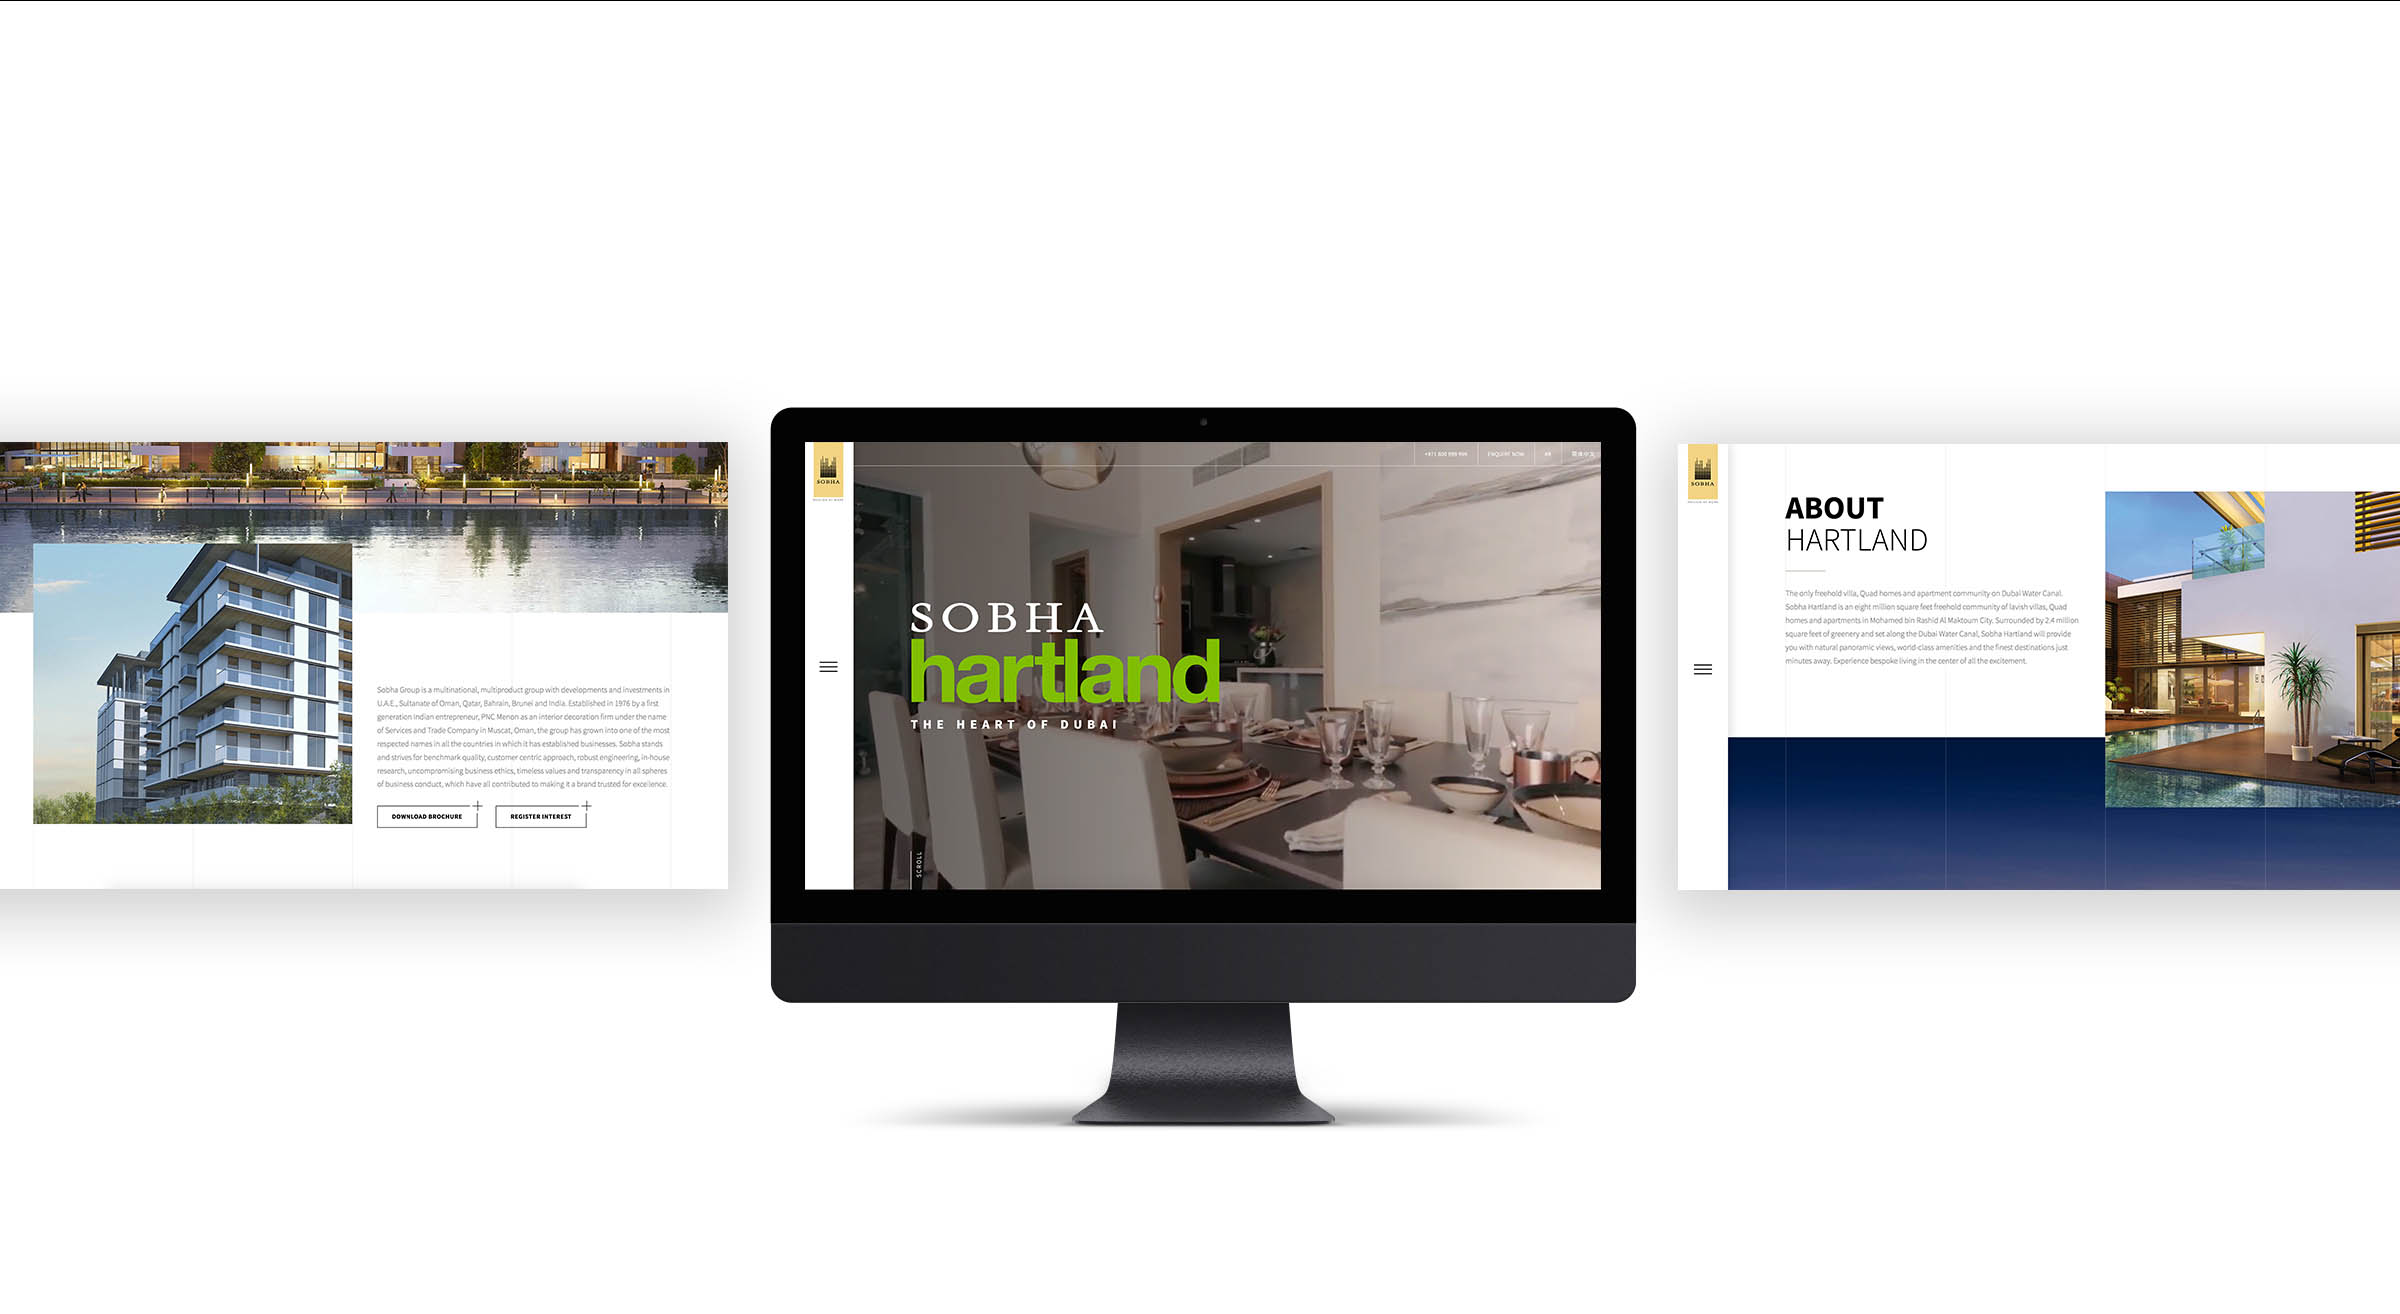 Sobha Group is a multinational, multiproduct group with developments and investments in
U.A.E., Sultanate of Oman, Qatar, Bahrain, Brunei and India. Established in 1976 by a first
generation Indian entrepreneur, PNC Menon as an interior decoration firm under the name
of Services and Trade Company in Muscat, Oman, the group has grown into one of the most
respected names in all the countries in which it has established businesses. Sobha stands
and strives for benchmark quality, customer centric approach, robust engineering, in-house
research, uncompromising business ethics, timeless values and transparency in all spheres
of business conduct, which have all contributed to making it a brand trusted for excellence.
DOWNLOAD BROCHURE
REGISTER INTEREST
SOBHA
ENQUIRY NOW
SOBHA
hartland
THE HEART OF DUBAI
SCROLL
SOBHA
ABOUT
HARTLAND
The only freehold villa, Quad homes and apartment community on Dubai Water Canal.
Sobha Hartland is an eight million square feet freehold community of lavish villas, Quad
homes and apartments in Mohamed bin Rashid Al Maktoum City. Surrounded by 2.4 million
square feet of greenery and set along the Dubai Water Canal, Sobha Hartland will provide
you with natural panoramic views, world-class amenities and the finest destinations just
minutes away. Experience bespoke living in the center of all the excitement.